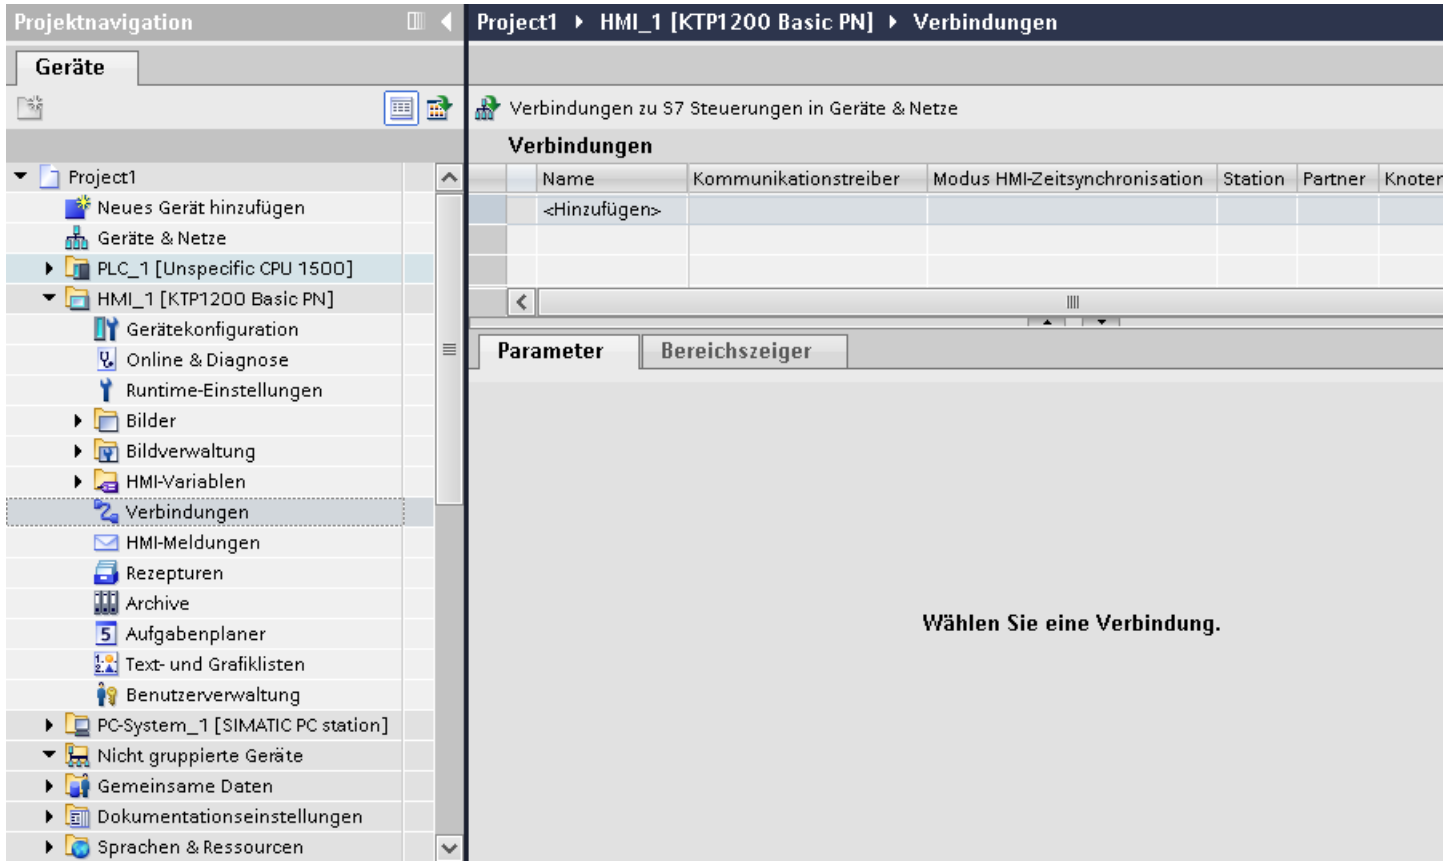 Projektnavigation
Project1 ▸ HMI_1 [KTP1200 Basic PN] ▸ Verbindungen
Geräte
Verbindungen zu S7 Steuerungen in Geräte & Netze
Verbindungen
Name Kommunikationstreiber Modus HMI-Zeitsynchronisation Station Partner Knoten
<Hinzufügen>
Parameter Bereichszeiger
Wählen Sie eine Verbindung.
Project1
Neues Gerät hinzufügen
Geräte & Netze
PLC_1 [Unspecific CPU 1500]
HMI_1 [KTP1200 Basic PN]
Gerätekonfiguration
Online & Diagnose
Runtime-Einstellungen
Bilder
Bildverwaltung
HMI-Variablen
Verbindungen
HMI-Meldungen
Rezepturen
Archive
Aufgabenplaner
Text- und Grafiklisten
Benutzerverwaltung
PC-System_1 [SIMATIC PC station]
Nicht gruppierte Geräte
Gemeinsame Daten
Dokumentationseinstellungen
Sprachen & Ressourcen